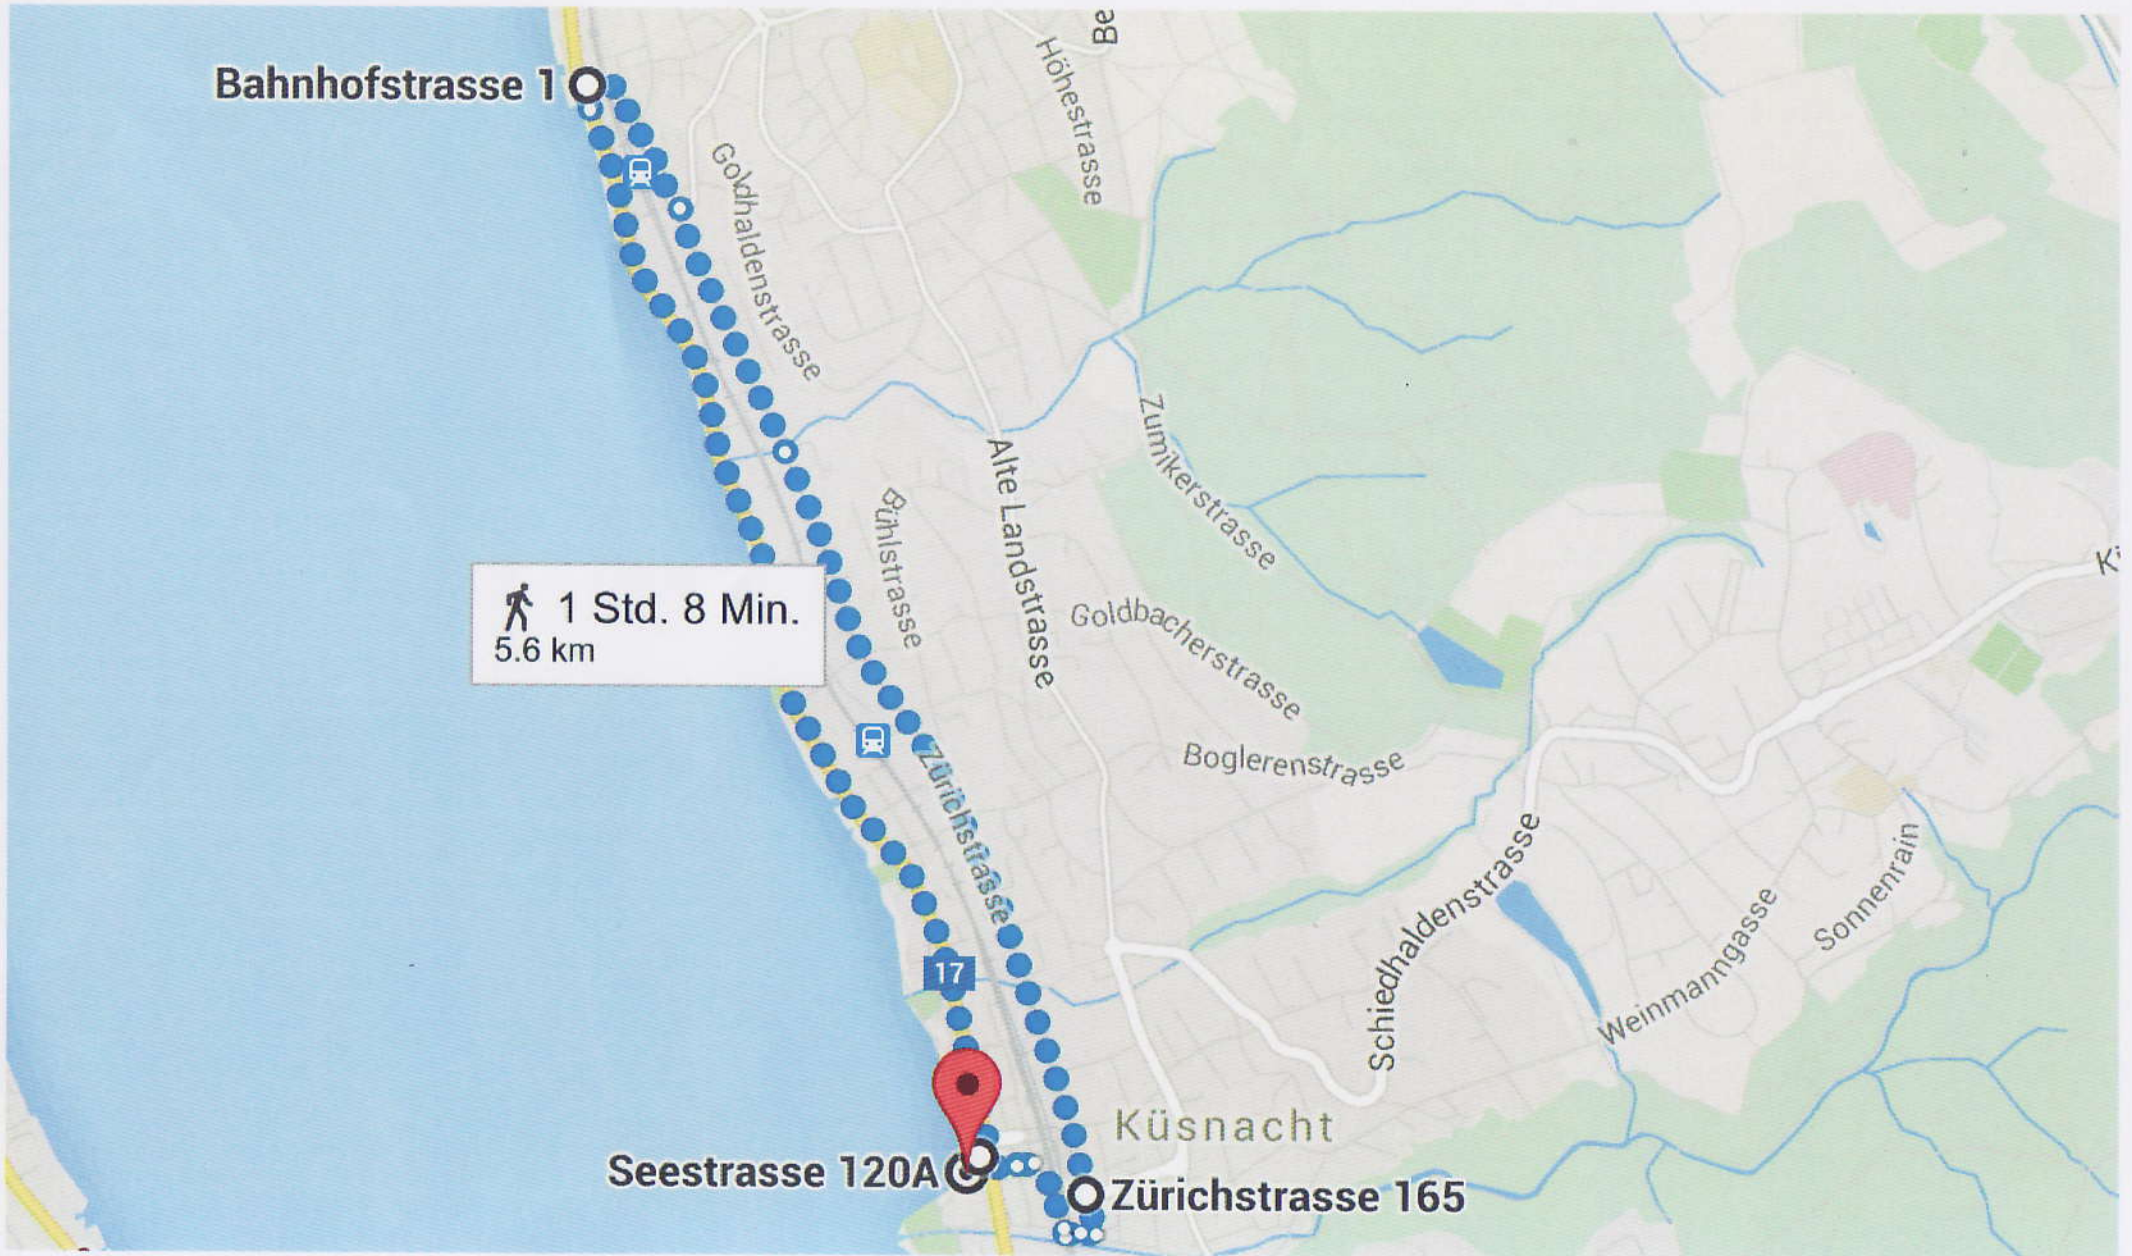 Be
Bahnhofstrasse 1
Höhestrasse
Goldhaldenstrasse
Zumikerstrasse
Alte Landstrasse
Bühlstrasse
Ki
1 Std. 8 Min.
5.6 km
Goldbacherstrasse
Boglerenstrasse
Zürichstrasse
Schiedhaldenstrasse
Sonnenrain
Weinmanngasse
17
Küsnacht
Seestrasse 120A
Zürichstrasse 165